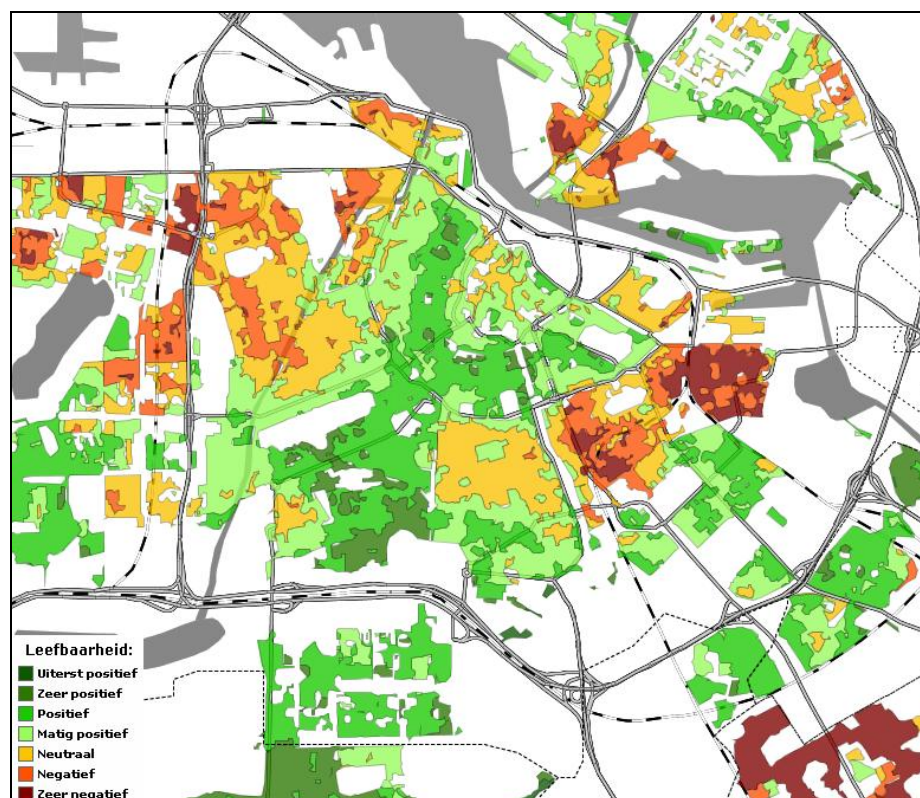 Leefbaarheid:
Uiterst positief
Zeer positief
Positief
Matig positief
Neutraal
Negatief
Zeer negatief